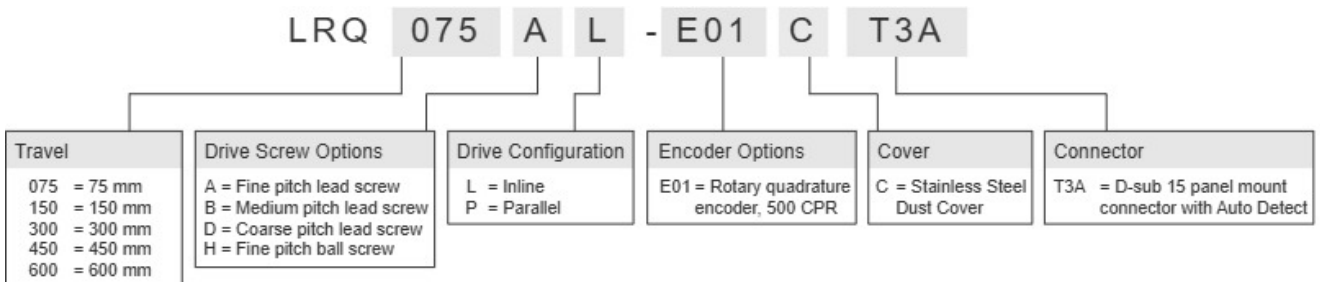 LRQ 075 A L - E01 C T3A
Travel
075 = 75 mm
150 = 150 mm
300 = 300 mm
450 = 450 mm
600 = 600 mm
Drive Screw Options
A = Fine pitch lead screw
B = Medium pitch lead screw
D = Coarse pitch lead screw
H = Fine pitch ball screw
Drive Configuration
L = Inline
P = Parallel
Encoder Options
E01 = Rotary quadrature
encoder, 500 CPR
Cover
C = Stainless Steel
Dust Cover
Connector
T3A = D-sub 15 panel mount
connector with Auto Detect